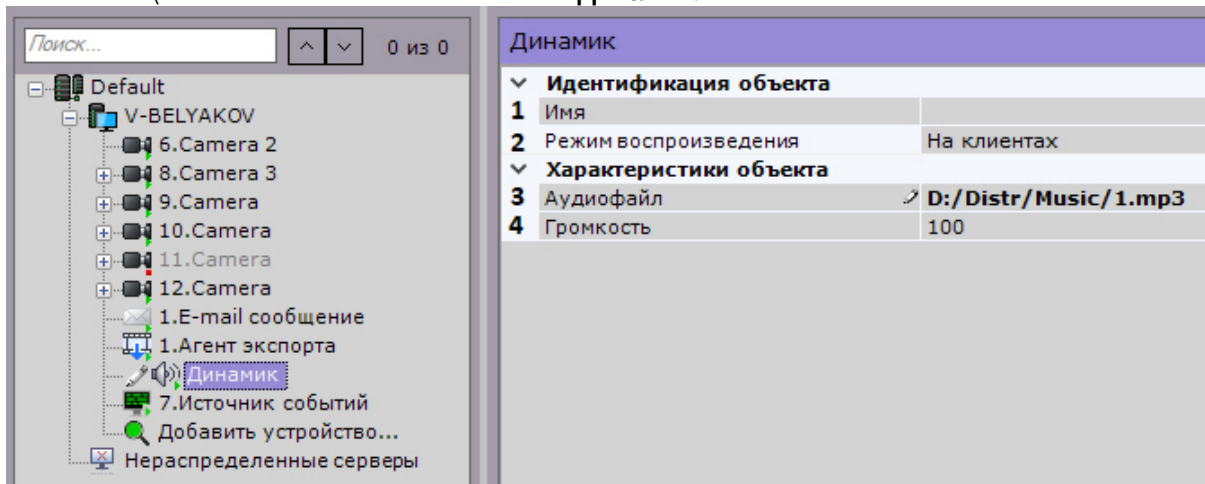 Поиск...
0 из 0
Default
V-BELYAKOV
6.Camera 2
8.Camera 3
9.Camera
10.Camera
11.Camera
12.Camera
1.E-mail сообщение
1.Агент экспорта
Динамик
7.Источник событий
Добавить устройство...
Нераспределенные серверы
Динамик
Идентификация объекта
1 Имя
2 Режим воспроизведения На клиентах
Характеристики объекта
3 Аудиофайл D:/Distr/Music/1.mp3
4 Громкость 100